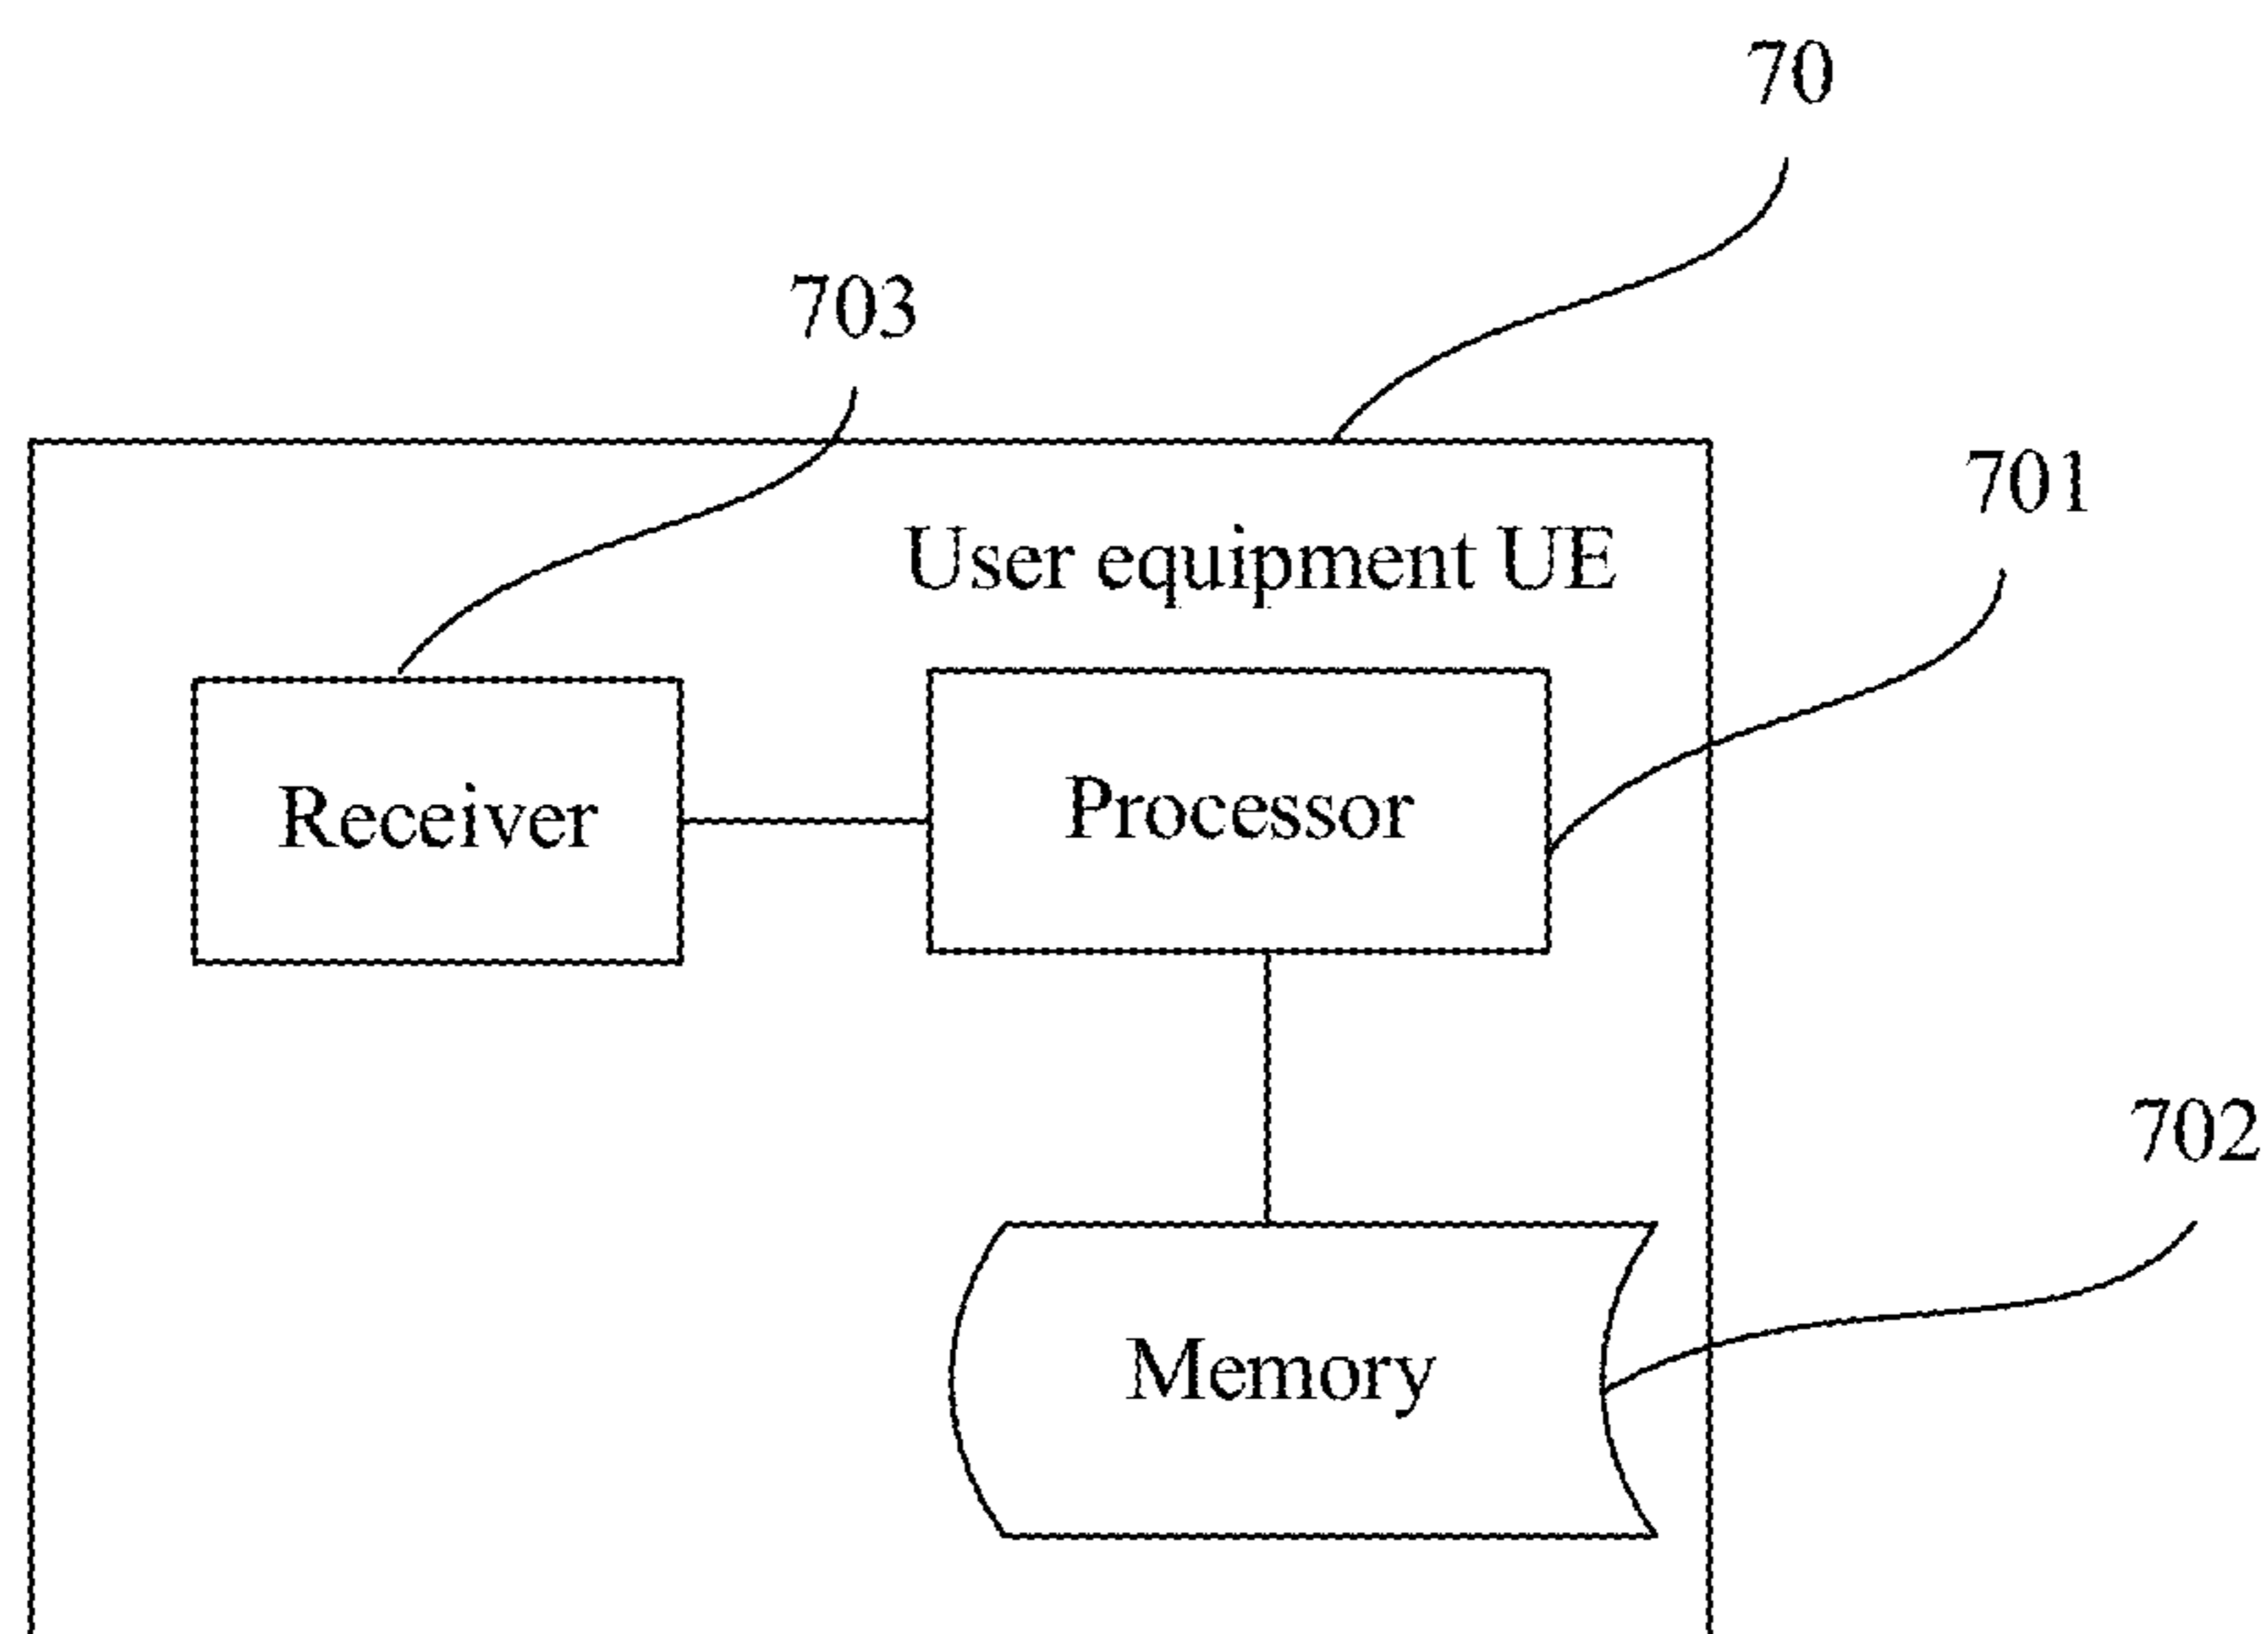 70
703
701
User equipment UE
Receiver
Processor
702
Memory